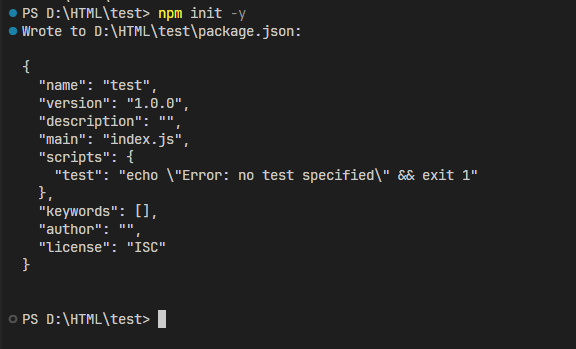 PS D:\HTML\test> npm init -y
Wrote to D:\HTML\test\package.json:
{
"name": "test",
"version": "1.0.0",
"description": "",
"main": "index.js",
"scripts": {
"test": "echo \"Error: no test specified\" && exit 1"
},
"keywords": [],
"author": "",
"license": "ISC"
}
PS D:\HTML\test>